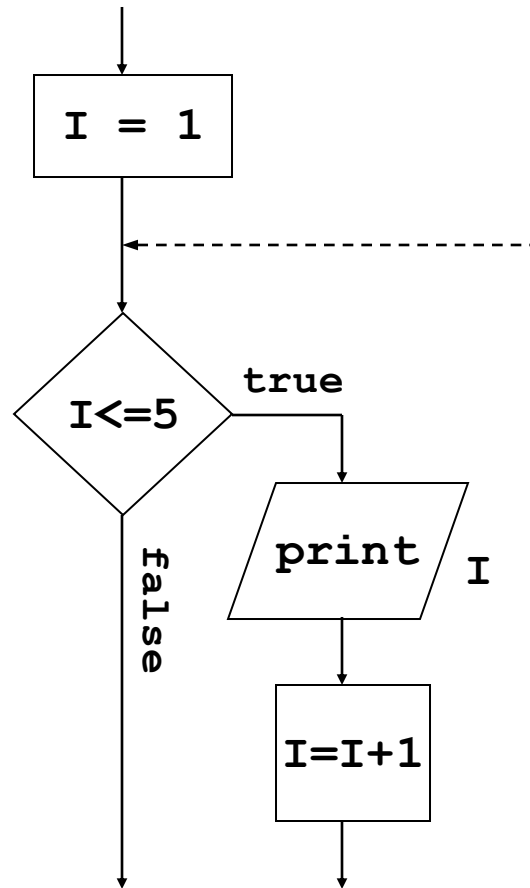 I = 1
I<=5
true
print
I
false
I=I+1